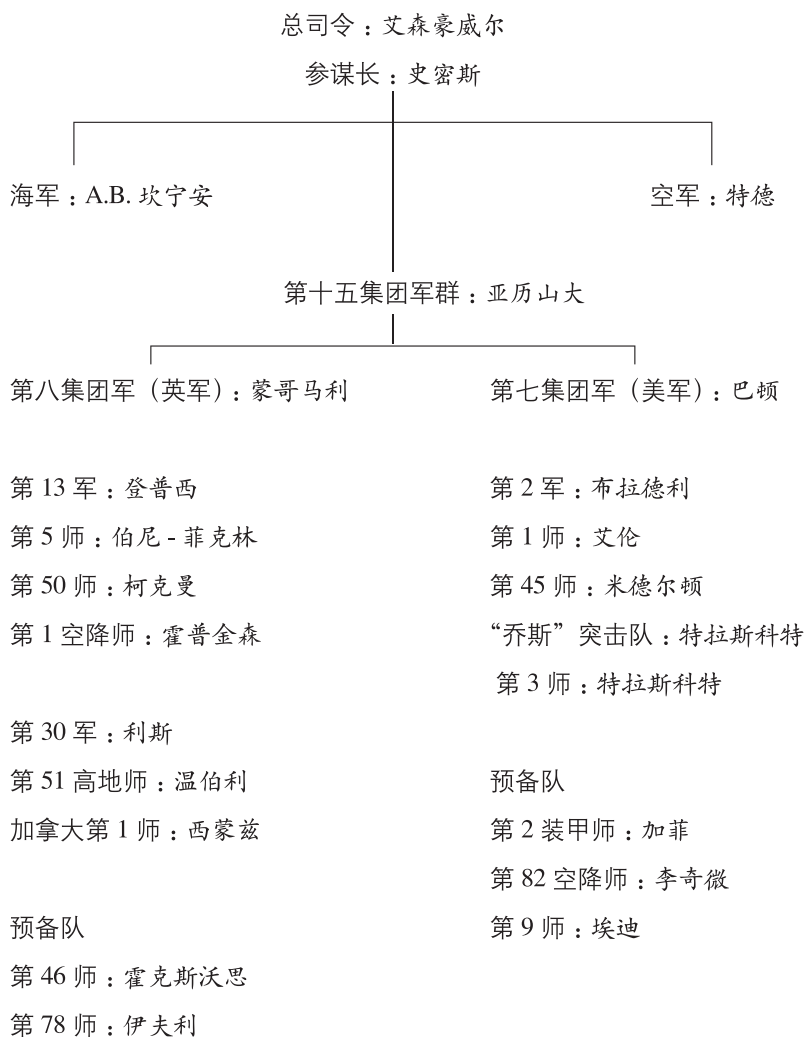 总司令：艾森豪威尔
参谋长：史密斯
海军：A.B. 坎宁安
空军：特德
第十五集团军群：亚历山大
第八集团军（英军）：蒙哥马利
第 13 军：登普西
第 5 师：伯尼 - 菲克林
第 50 师：柯克曼
第 1 空降师：霍普金森
第 30 军：利斯
第 51 高地师：温伯利
加拿大第 1 师：西蒙兹
预备队
第 46 师：霍克斯沃思
第 78 师：伊夫利
第七集团军（美军）：巴顿
第 2 军：布拉德利
第 1 师：艾伦
第 45 师：米德尔顿
“乔斯”突击队：特拉斯科特
第 3 师：特拉斯科特
预备队
第 2 装甲师：加菲
第 82 空降师：李奇微
第 9 师：埃迪